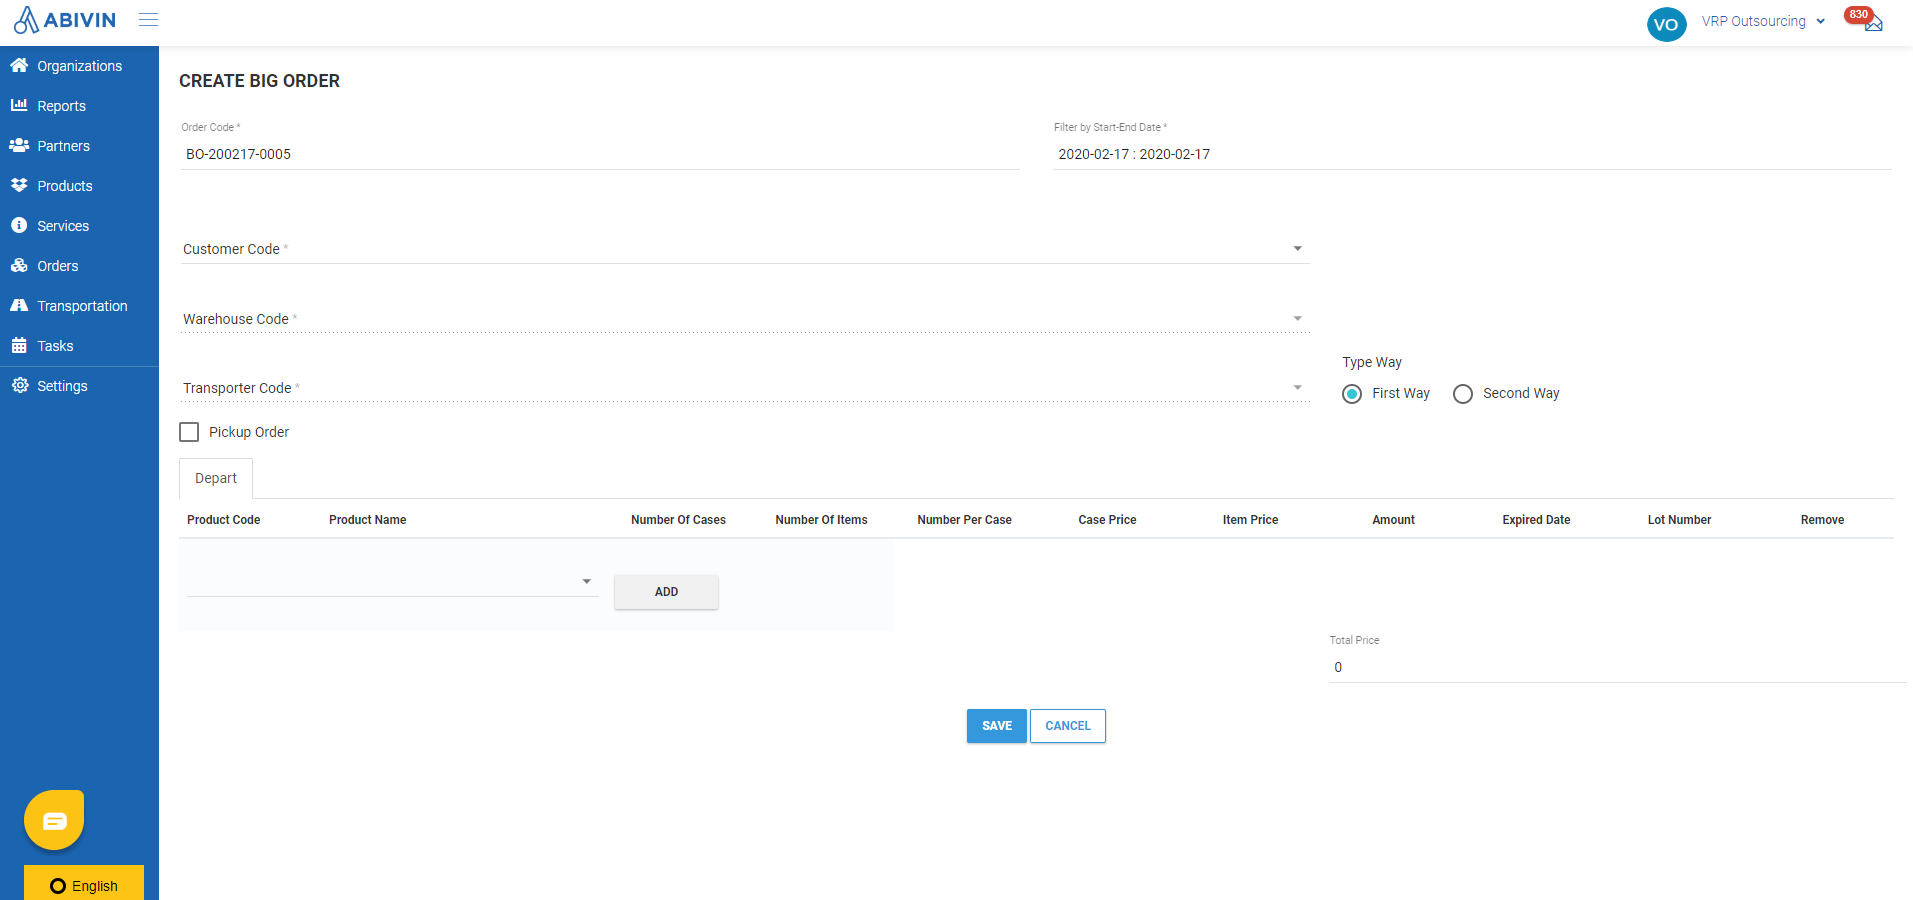 ABIVIN
VO
VRP Outsourcing
830
Organizations
Reports
Partners
Products
Services
Orders
Transportation
Tasks
Settings
CREATE BIG ORDER
Order Code *
BO-200217-0005
Filter by Start-End Date *
2020-02-17 : 2020-02-17
Customer Code *
Warehouse Code *
Transporter Code *
Type Way
First Way
Second Way
Pickup Order
Depart
Product Code
Product Name
Number Of Cases
Number Of Items
Number Per Case
Case Price
Item Price
Amount
Expired Date
Lot Number
Remove
ADD
Total Price
0
SAVE
CANCEL
English